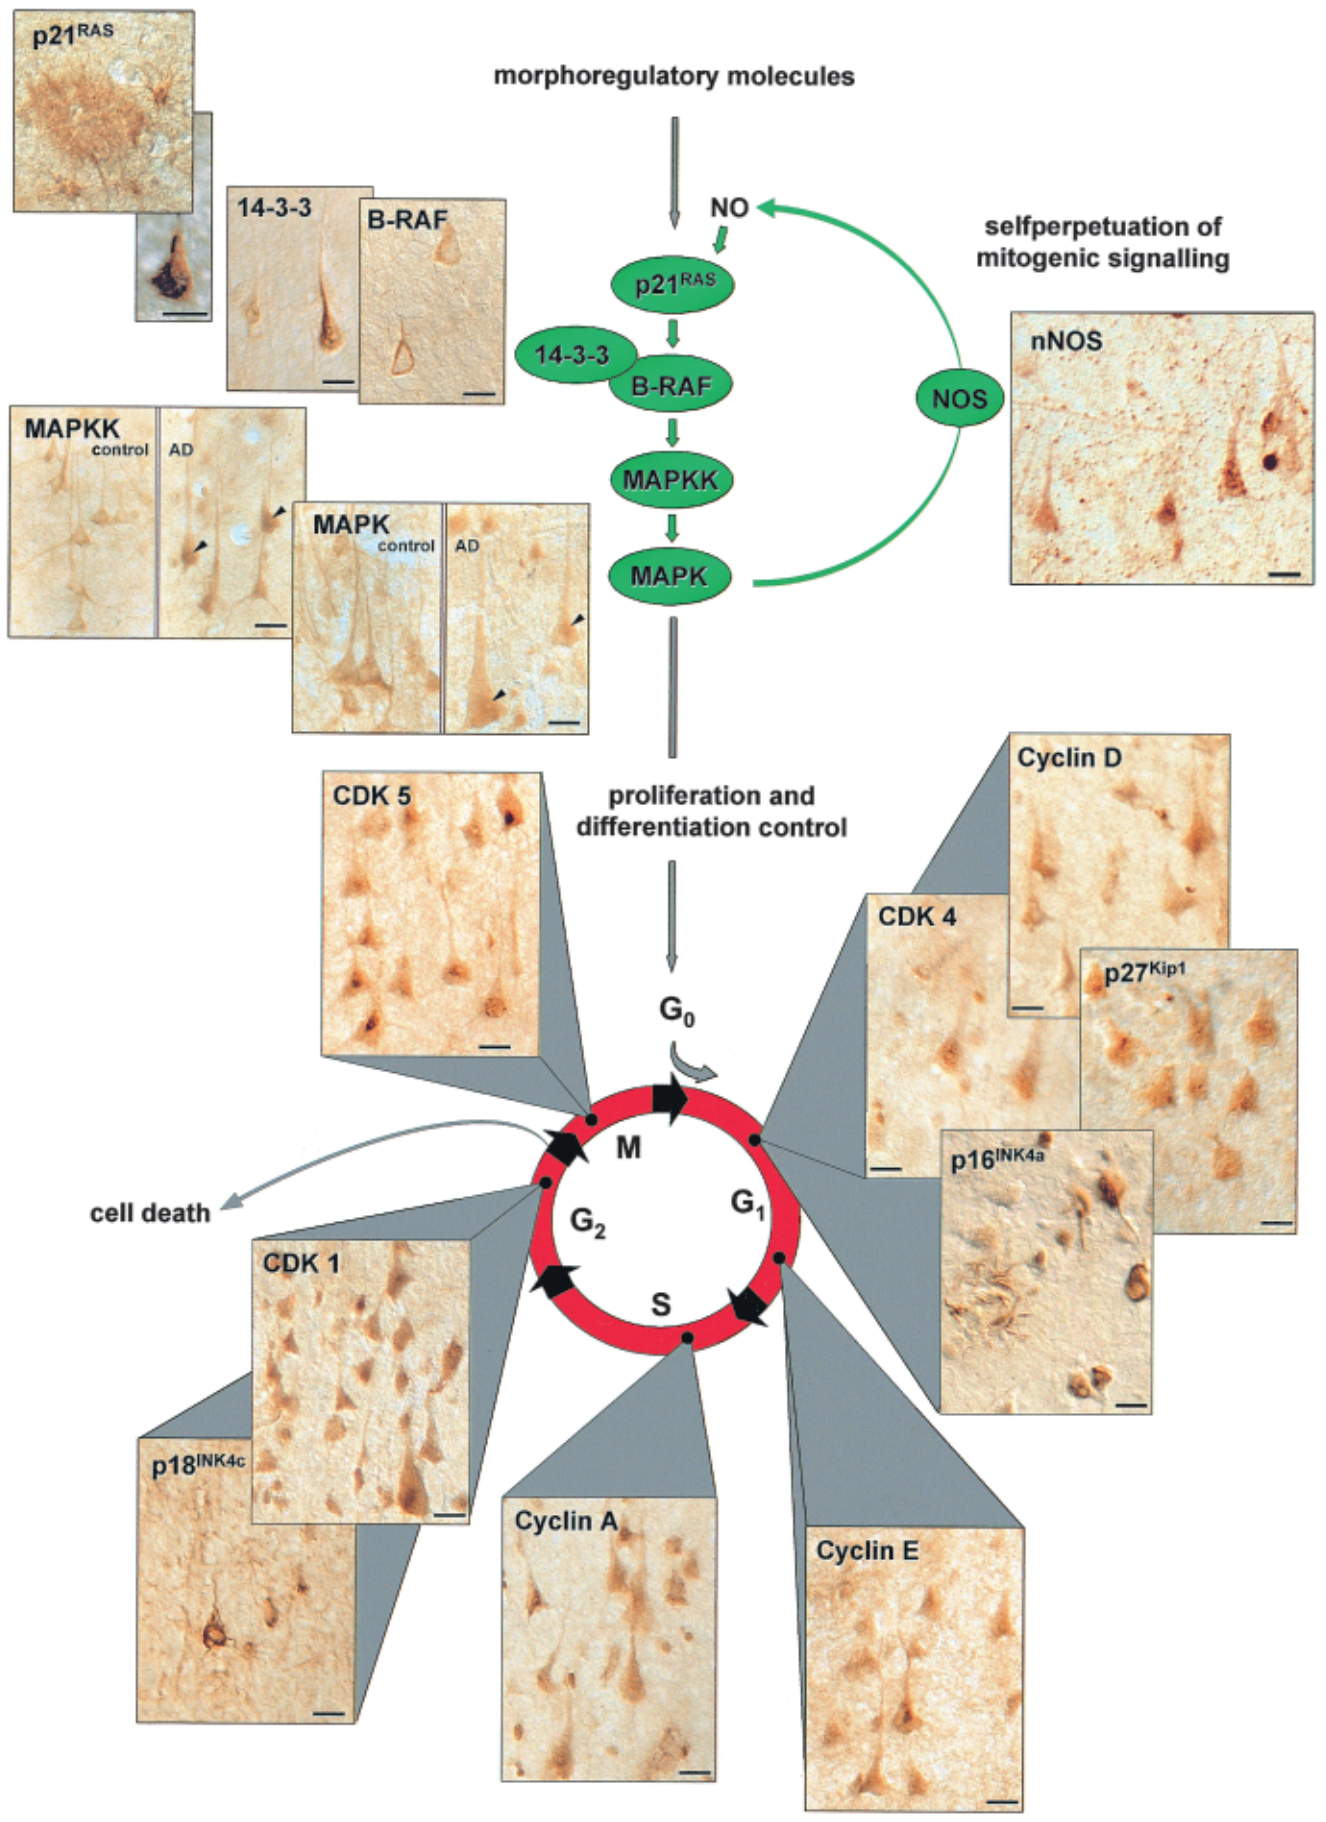 p21RAS
morphoregulatory molecules
14-3-3
B-RAF
NO
selfperpetuation of
mitogenic signalling
p21RAS
nNOS
14-3-3
B-RAF
NOS
MAPKK
control
AD
MAPKK
MAPK
control
AD
MAPK
Cyclin D
CDK 5
proliferation and
differentiation control
CDK 4
p27Kip1
G0
M
p16INK4a
G1
cell death
G2
CDK 1
S
p18INK4c
Cyclin A
Cyclin E